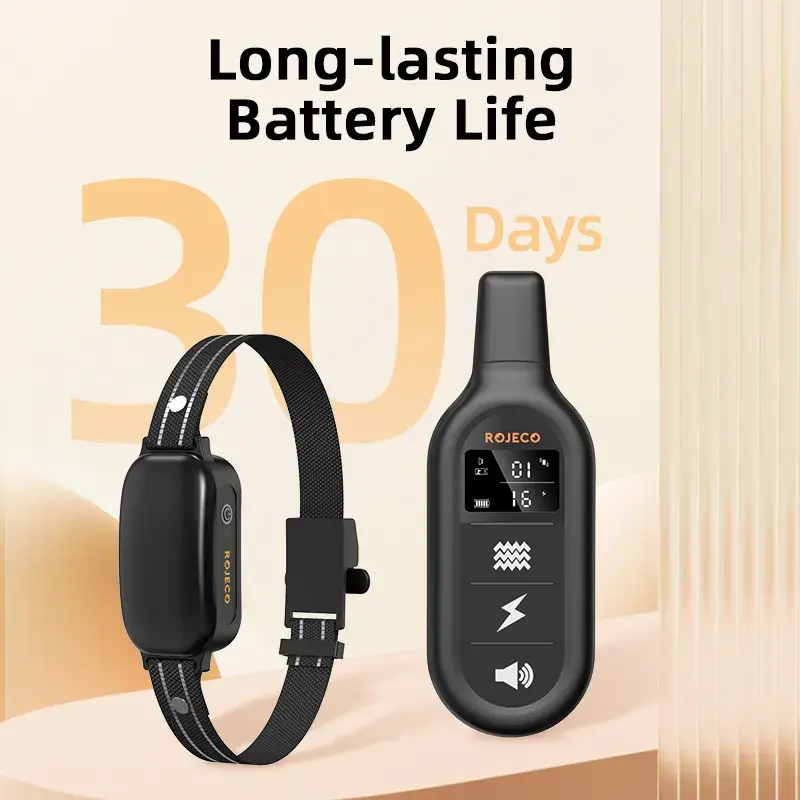 Long-lasting
Battery Life
30 Days
ROJECO
01
16
ROJECO